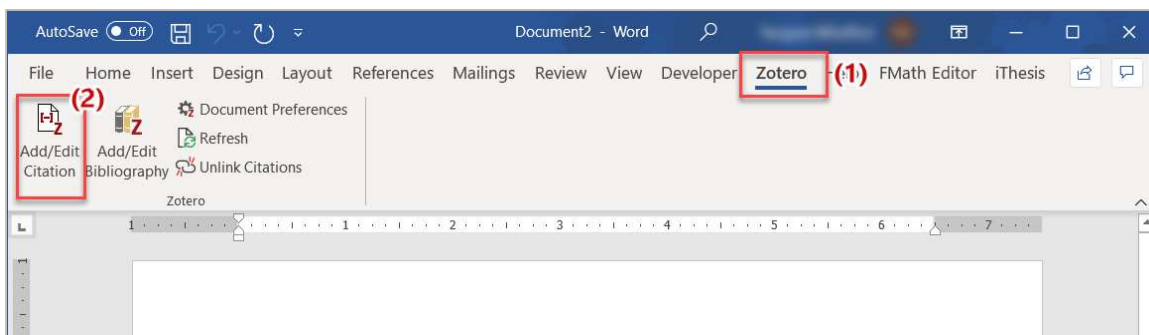 AutoSave Off Document2 - Word
File Home Insert Design Layout References Mailings Review View Developer Zotero (1) FMath Editor iThesis
(2)
Add/Edit Citation
Add/Edit Bibliography
Document Preferences
Refresh
Unlink Citations
Zotero
1 1 2 3 4 5 6 7
1